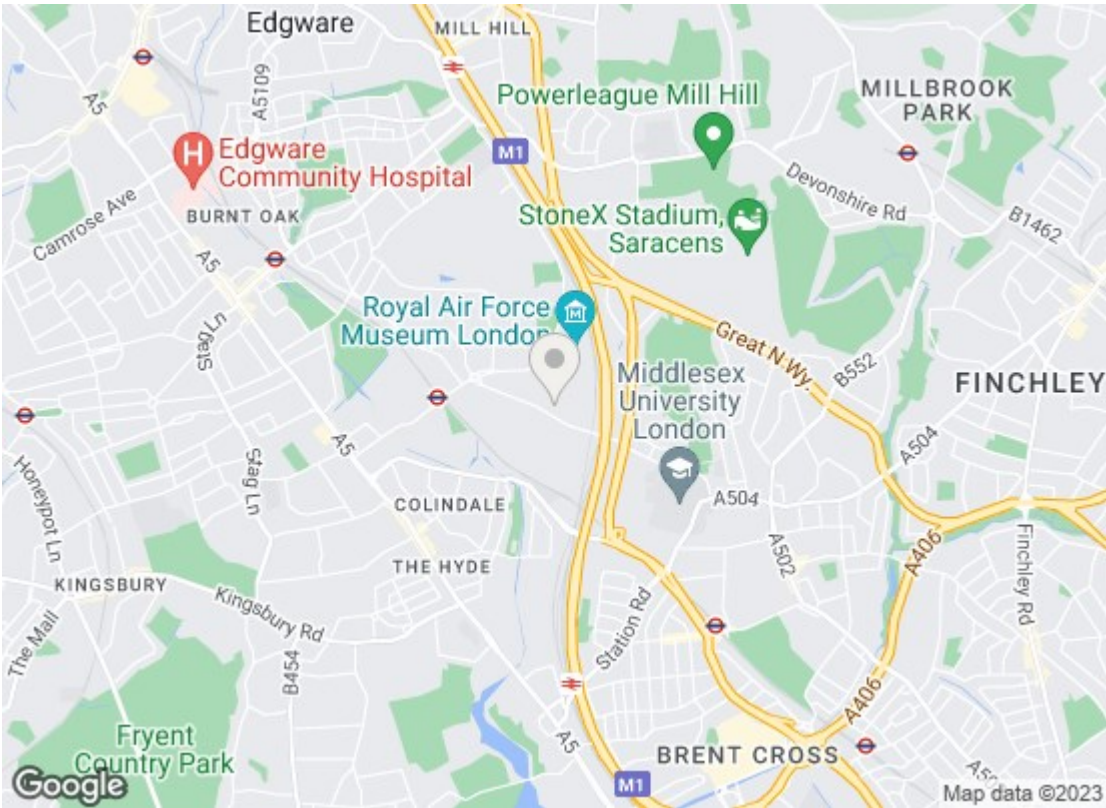 Edgware
MILL HILL
A5109
A5
Powerleague Mill Hill
MILLBROOK
PARK
M1
Edgware
Community Hospital
Devonshire Rd
Camrose Ave
BURNT OAK
StoneX Stadium,
Saracens
B1462
A5
Royal Air Force
Museum London
Stag Ln
Great N Wy.
Middlesex
University
London
B552
FINCHLEY
A5
A504
Honeypot Ln
Stag Ln
COLINDALE
A504
THE HYDE
A502
A406
Finchley Rd
KINGSBURY
Kingsbury Rd
Station Rd
The Mall
B454
A406
Fryent
Country Park
A5
BRENT CROSS
M1
Google
Map data ©2023